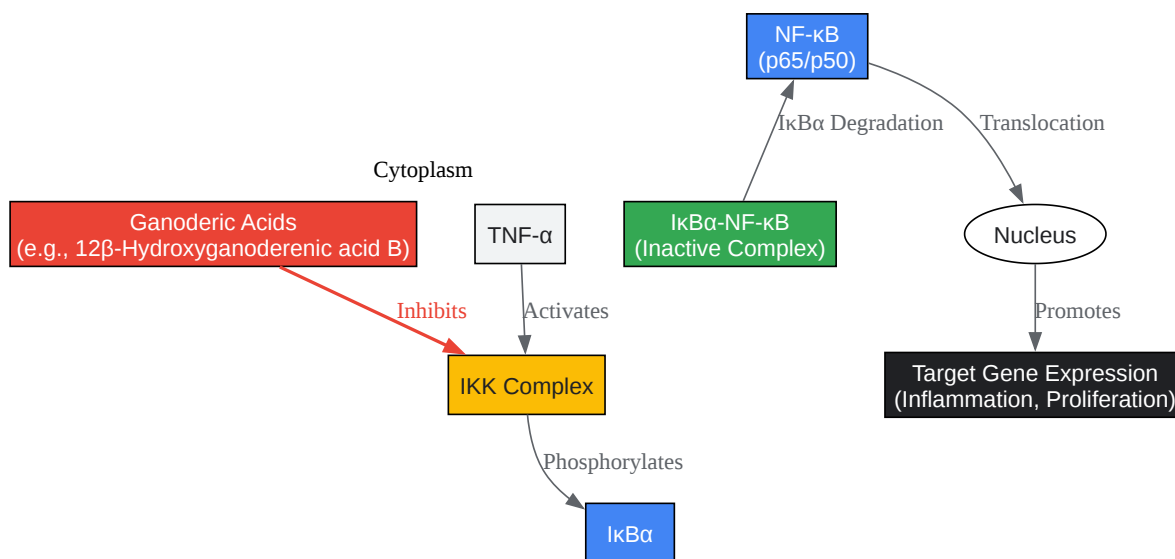 NF-κB
(p65/p50)
IκBα Degradation
Translocation
Cytoplasm
Ganoderic Acids
(e.g., 12β-Hydroxyganoderenic acid B)
TNF-α
IκBα-NF-κB
(Inactive Complex)
Nucleus
Inhibits
Activates
Promotes
IKK Complex
Target Gene Expression
(Inflammation, Proliferation)
Phosphorylates
IκBα